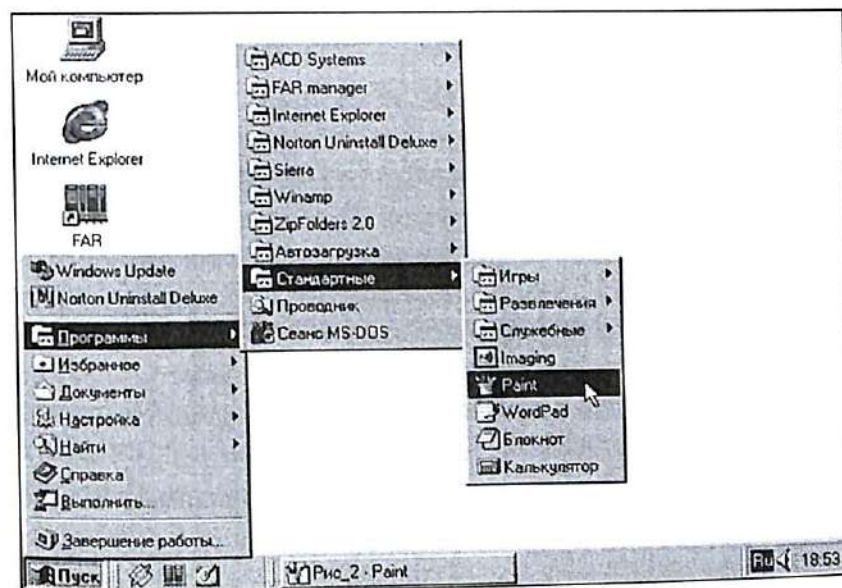 Мой компьютер
Internet Explorer
FAR
Windows Update
Norton Uninstall Deluxe
Программы
Избранное
Документы
Настройка
Найти
Справка
Выполнить...
Завершение работы...
ACD Systems
FAR manager
Internet Explorer
Norton Uninstall Deluxe
Sierra
Winamp
ZipFolders 2.0
Автозагрузка
Стандартные
Проводник
Сеанс MS-DOS
Игры
Развлечения
Служебные
Imaging
Paint
WordPad
Блокнот
Калькулятор
Пуск
Рис_2 - Paint
Ru
18:53